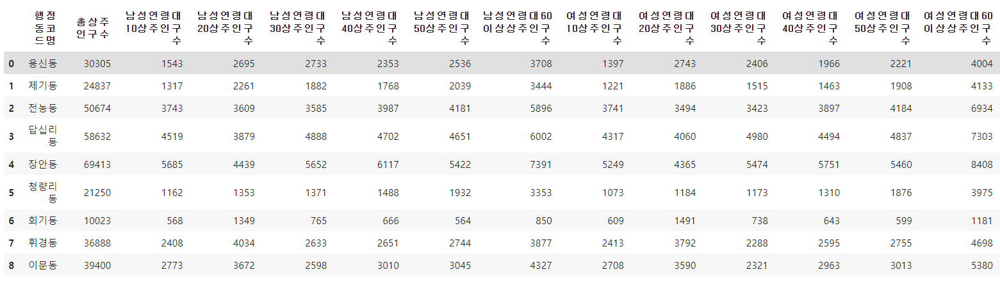 행정동코드명 총상주인구수 남성연령대10상주인구수 남성연령대20상주인구수 남성연령대30상주인구수 남성연령대40상주인구수 남성연령대50상주인구수 남성연령대60이상상주인구수 여성연령대10상주인구수 여성연령대20상주인구수 여성연령대30상주인구수 여성연령대40상주인구수 여성연령대50상주인구수 여성연령대60이상상주인구수
0 용신동 30305 1543 2695 2733 2353 2536 3708 1397 2743 2406 1966 2221 4004
1 제기동 24837 1317 2261 1882 1768 2039 3444 1221 1886 1515 1463 1908 4133
2 전농동 50674 3743 3609 3585 3987 4181 5896 3741 3494 3423 3897 4184 6934
3 답십리동 58632 4519 3879 4888 4702 4651 6002 4317 4060 4980 4494 4837 7303
4 장안동 69413 5685 4439 5652 6117 5422 7391 5249 4365 5474 5751 5460 8408
5 청량리동 21250 1162 1353 1371 1488 1932 3353 1073 1184 1173 1310 1876 3975
6 회기동 10023 568 1349 765 666 564 850 609 1491 738 643 599 1181
7 휘경동 36888 2408 4034 2633 2651 2744 3877 2413 3792 2288 2595 2755 4698
8 이문동 39400 2773 3672 2598 3010 3045 4327 2708 3590 2321 2963 3013 5380